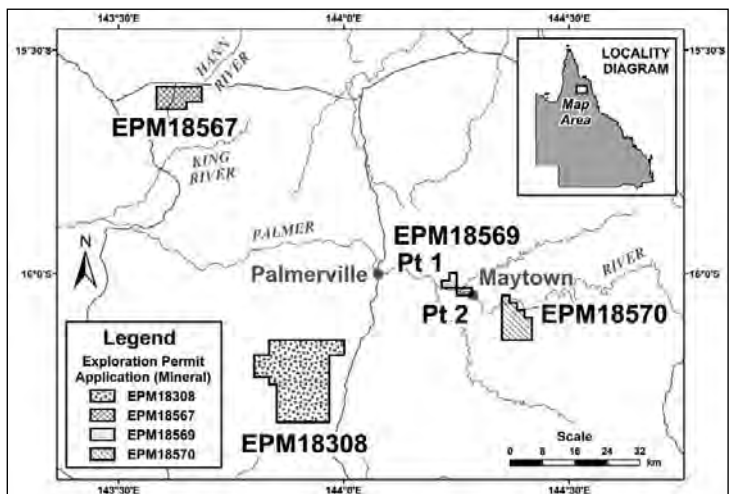 143°30'S
144°0'S
144°30'S
15°30'S
15°30'S
HANN
RIVER
LOCALITY
DIAGRAM
Map
Area
EPM18567
KING
RIVER
PALMER
EPM18569
Pt 1
RIVER
N
16°0'S
Palmerville
Maytown
16°0'S
Pt 2
EPM18570
Legend
Exploration Permit
Application (Mineral)
EPM18308
EPM18567
EPM18569
EPM18570
EPM18308
Scale
0 8 16 24 32
km
143°30'S
144°0'S
144°30'S